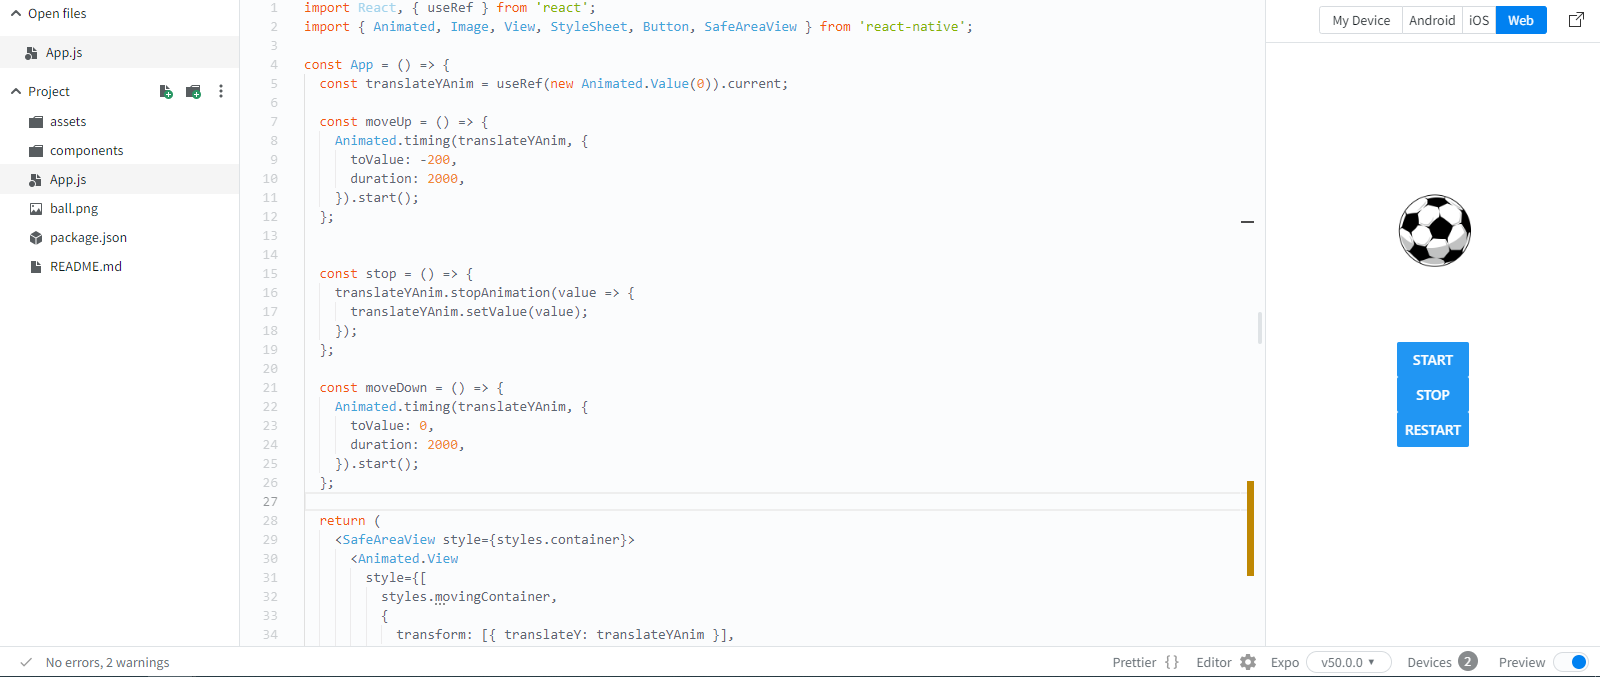 Open files
App.js
Project
assets
components
App.js
ball.png
package.json
README.md
1 import React, { useRef } from 'react';
2 import { Animated, Image, View, StyleSheet, Button, SafeAreaView } from 'react-native';
3
4 const App = () => {
5   const translateYAnim = useRef(new Animated.Value(0)).current;
6
7   const moveUp = () => {
8     Animated.timing(translateYAnim, {
9       toValue: -200,
10       duration: 2000,
11     }).start();
12   };
13
14
15   const stop = () => {
16     translateYAnim.stopAnimation(value => {
17       translateYAnim.setValue(value);
18     });
19   };
20
21   const moveDown = () => {
22     Animated.timing(translateYAnim, {
23       toValue: 0,
24       duration: 2000,
25     }).start();
26   };
27
28   return (
29     <SafeAreaView style={styles.container}>
30       <Animated.View
31         style={[
32           styles.movingContainer,
33           {
34             transform: [{ translateY: translateYAnim }],
My Device Android iOS Web
START
STOP
RESTART
No errors, 2 warnings
Prettier {} Editor Expo v50.0.0 Devices 2 Preview